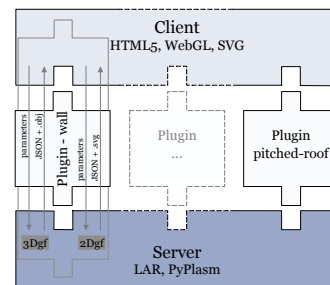 Client
HTML5, WebGL, SVG
parameters
JSON + .obj
Plugin - wall
parameters
JSON + .svg
Plugin
...
Plugin
pitched-roof
3Dgf
2Dgf
Server
LAR, PyPlasm